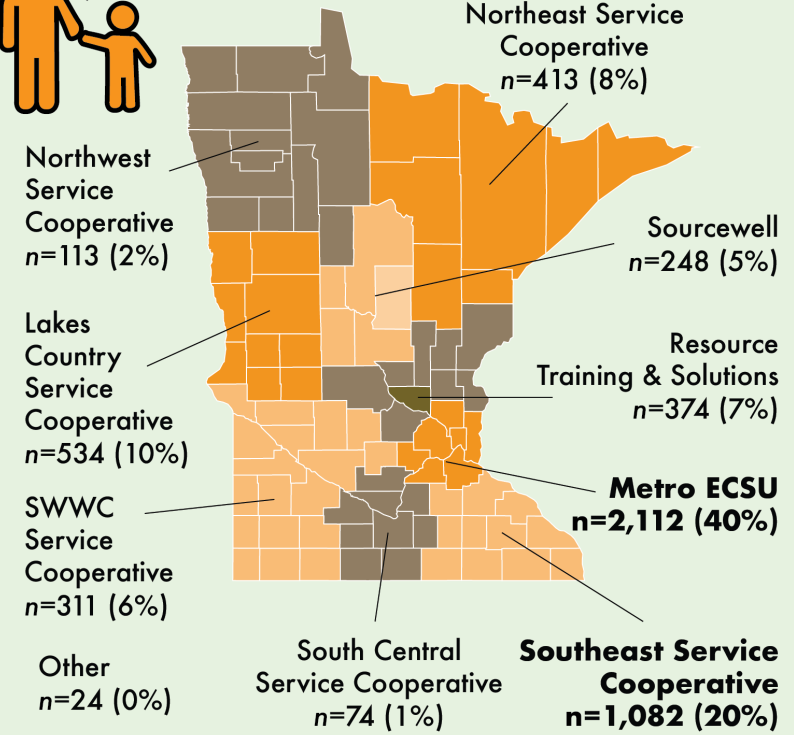 Northeast Service
Cooperative
n=413 (8%)
Northwest
Service
Cooperative
n=113 (2%)
Sourcewell
n=248 (5%)
Lakes
Country
Service
Cooperative
n=534 (10%)
Resource
Training & Solutions
n=374 (7%)
Metro ECSU
n=2,112 (40%)
SWWC
Service
Cooperative
n=311 (6%)
Other
n=24 (0%)
South Central
Service Cooperative
n=74 (1%)
Southeast Service
Cooperative
n=1,082 (20%)